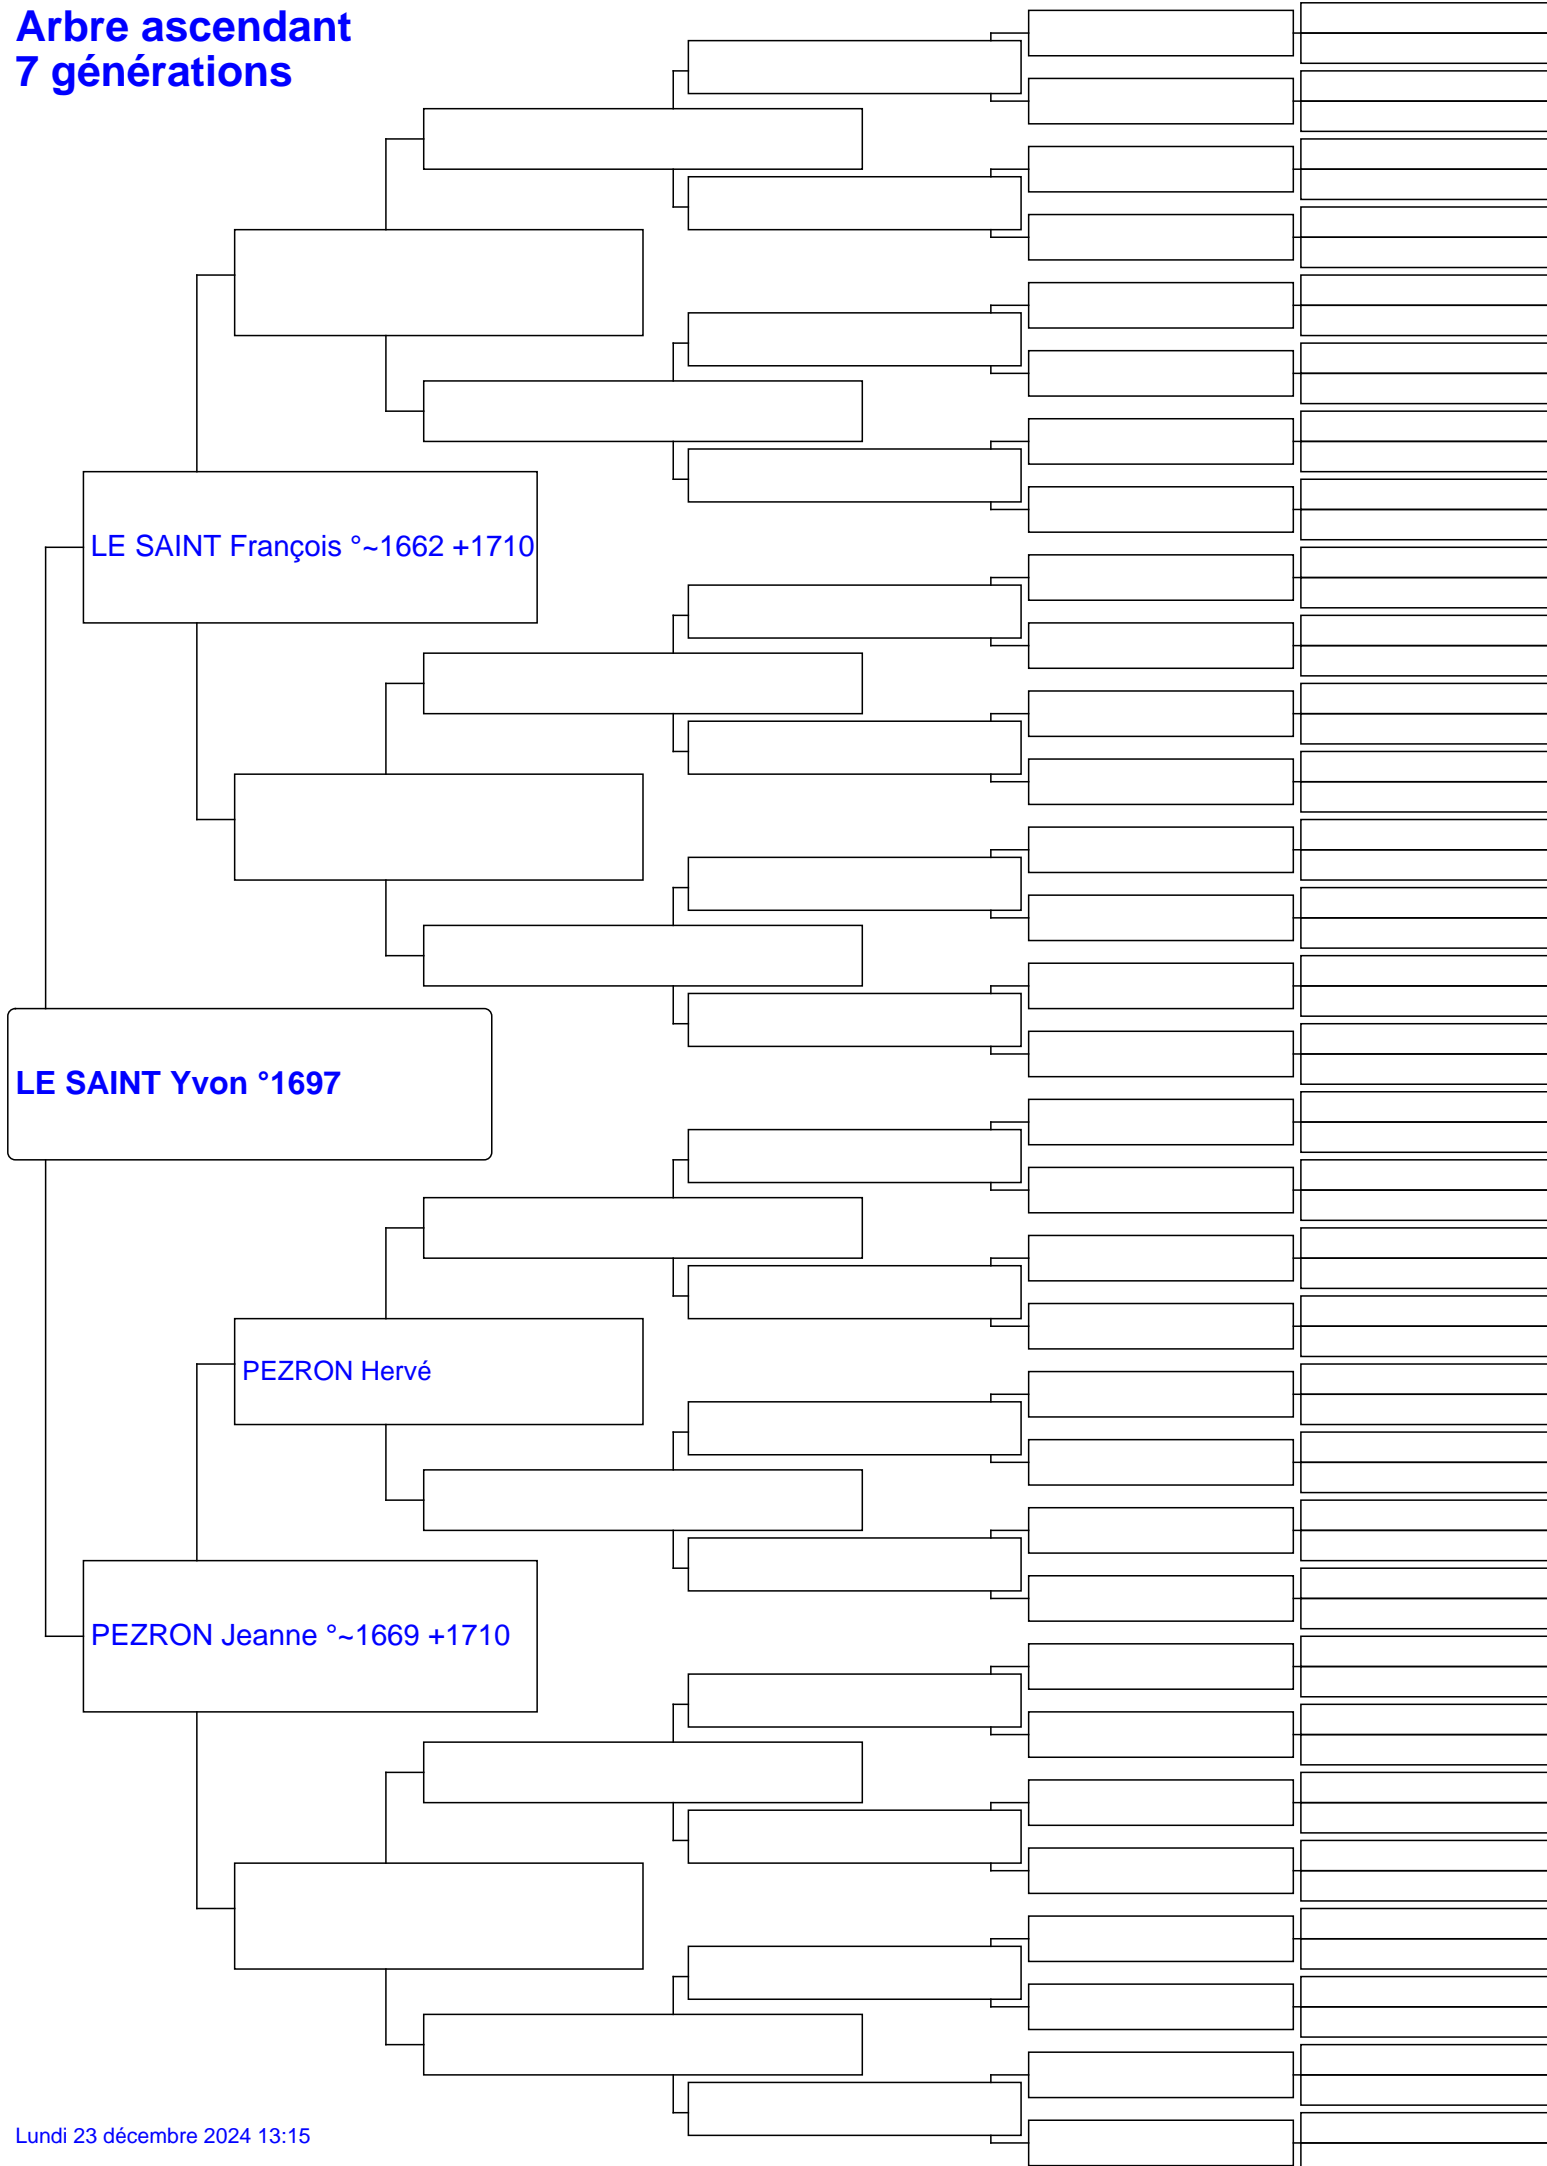 Arbre ascendant
7 générations
LE SAINT François °~1662 +1710
LE SAINT Yvon °1697
PEZRON Hervé
PEZRON Jeanne °~1669 +1710
Lundi 23 décembre 2024 13:15